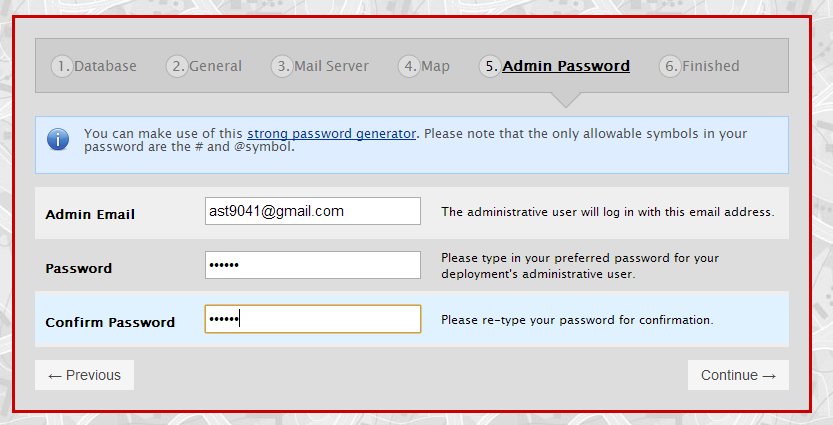 1. Database 2. General 3. Mail Server 4. Map 5. Admin Password 6. Finished
You can make use of this strong password generator. Please note that the only allowable symbols in your
password are the # and @symbol.
Admin Email ast9041@gmail.com The administrative user will log in with this email address.
Password •••••• Please type in your preferred password for your
deployment's administrative user.
Confirm Password •••••• Please re-type your password for confirmation.
← Previous Continue →